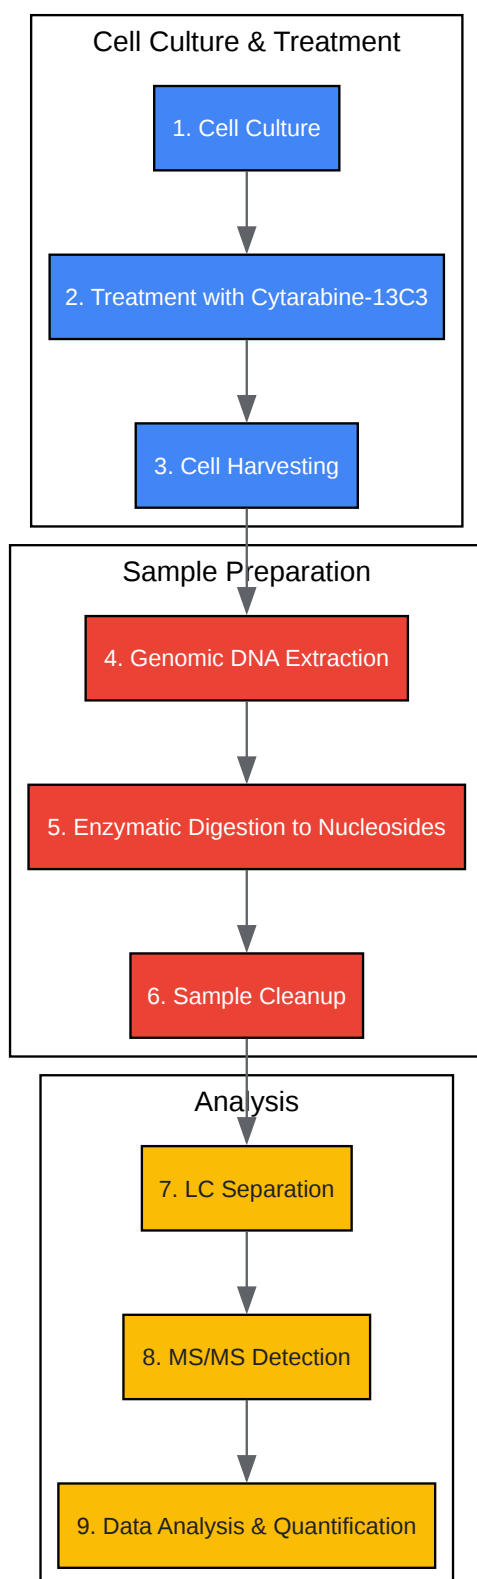 Cell Culture & Treatment
1. Cell Culture
2. Treatment with Cytarabine-13C3
3. Cell Harvesting
Sample Preparation
4. Genomic DNA Extraction
5. Enzymatic Digestion to Nucleosides
6. Sample Cleanup
Analysis
7. LC Separation
8. MS/MS Detection
9. Data Analysis & Quantification